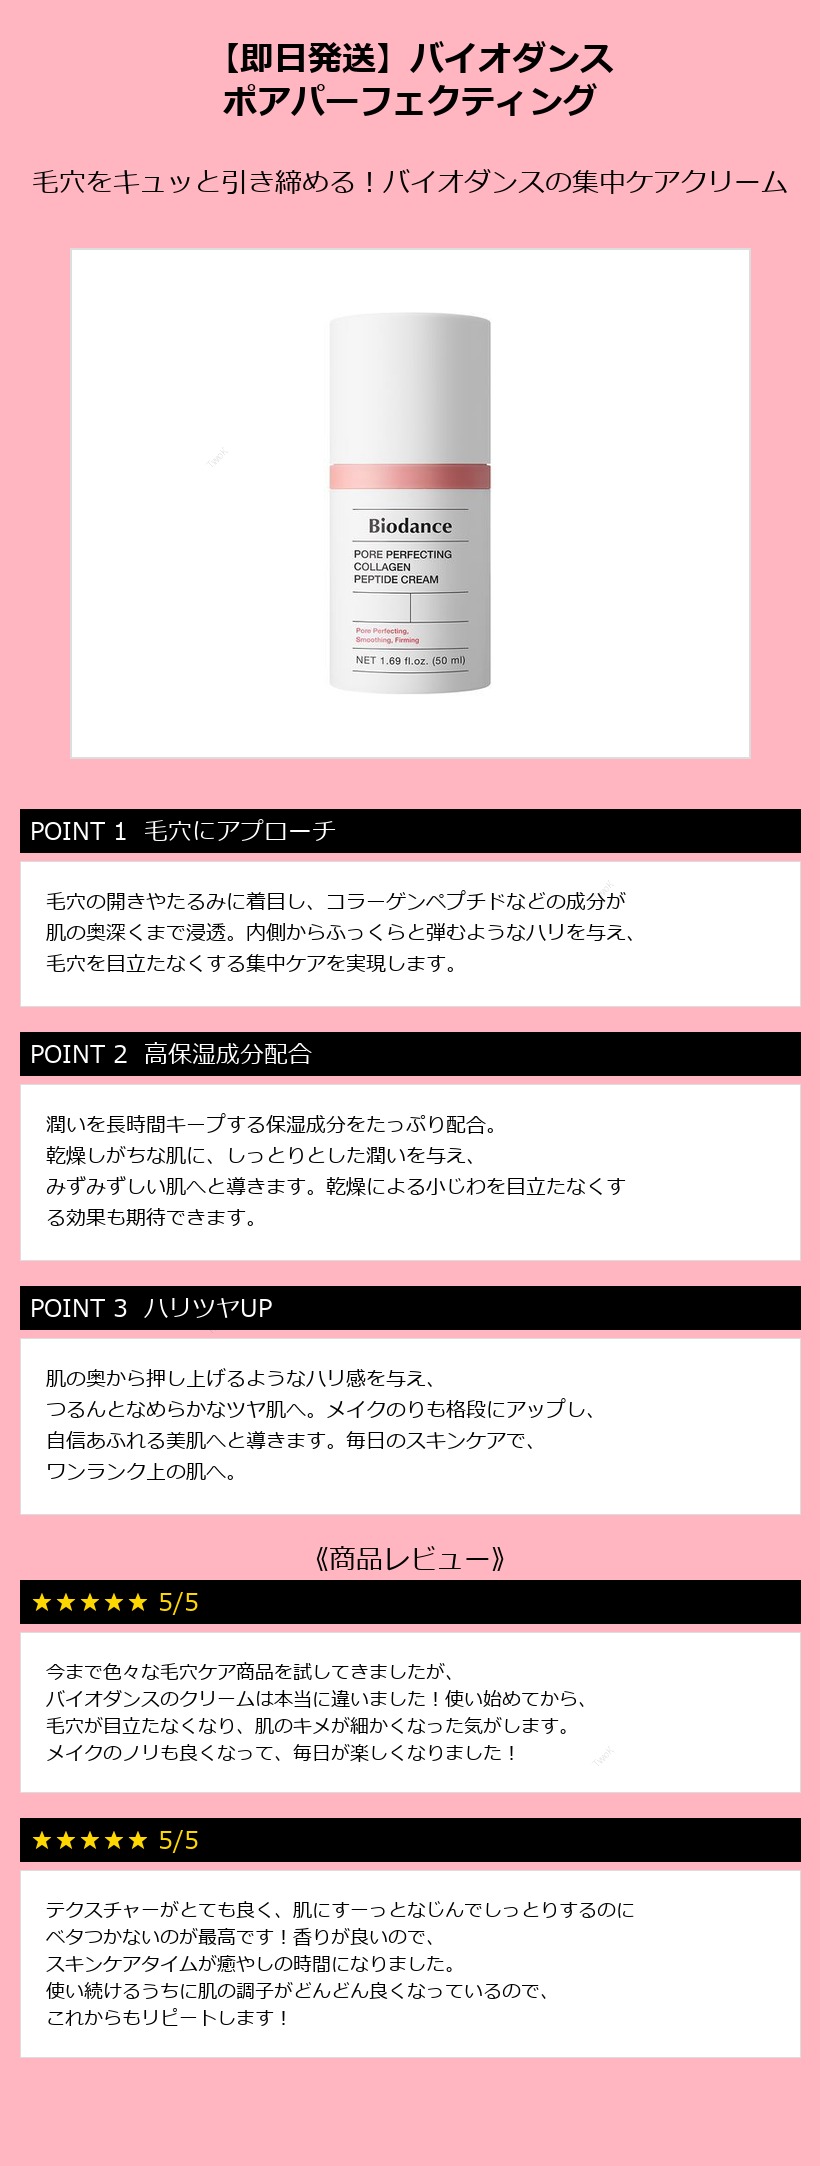 【即日発送】バイオダンス
ポアパーフェクティング
毛穴をキュッと引き締める！バイオダンスの集中ケアクリーム
Biodance
PORE PERFECTING
COLLAGEN
PEPTIDE CREAM
Pore Perfecting,
Smoothing, Firming
NET 1.69 fl.oz. (50 ml)
POINT 1 毛穴にアプローチ
毛穴の開きやたるみに着目し、コラーゲンペプチドなどの成分が
肌の奥深くまで浸透。内側からふっくらと弾むようなハリを与え、
毛穴を目立たなくする集中ケアを実現します。
POINT 2 高保湿成分配合
潤いを長時間キープする保湿成分をたっぷり配合。
乾燥しがちな肌に、しっとりとした潤いを与え、
みずみずしい肌へと導きます。乾燥による小じわを目立たなくす
る効果も期待できます。
POINT 3 ハリツヤUP
肌の奥から押し上げるようなハリ感を与え、
つるんとなめらかなツヤ肌へ。メイクのりも格段にアップし、
自信あふれる美肌へと導きます。毎日のスキンケアで、
ワンランク上の肌へ。
《商品レビュー》
★★★★★ 5/5
今まで色々な毛穴ケア商品を試してきましたが、
バイオダンスのクリームは本当に違いました！使い始めてから、
毛穴が目立たなくなり、肌のキメが細かくなった気がします。
メイクのノリも良くなって、毎日が楽しくなりました！
★★★★★ 5/5
テクスチャーがとても良く、肌にすーっとなじんでしっとりするのに
ベタつかないのが最高です！香りが良いので、
スキンケアタイムが癒やしの時間になりました。
使い続けるうちに肌の調子がどんどん良くなっているので、
これからもリピートします！